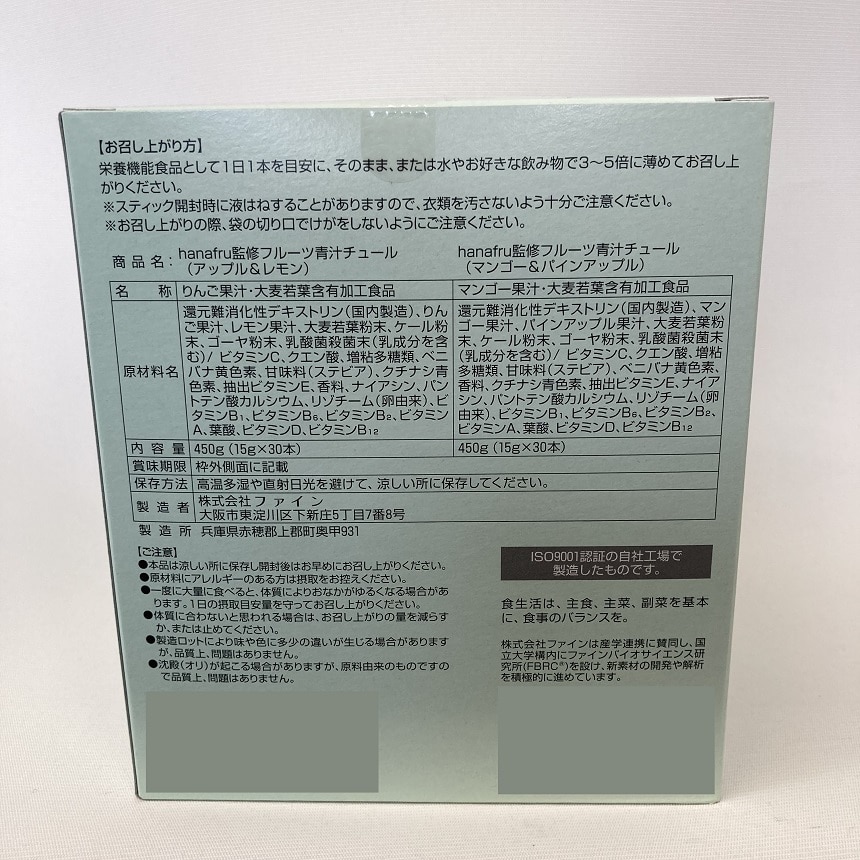 【お召し上がり方】
栄養機能食品として1日1本を目安に、そのまま、または水やお好きな飲み物で3〜5倍に薄めてお召し上
がりください。
※スティック開封時に液はねすることがありますので、衣類を汚さないよう十分ご注意ください。
※お召し上がりの際、袋の切り口でけがをしないようにご注意ください。
商品名: hanafru監修フルーツ青汁チュール
（アップル&レモン）
hanafru監修フルーツ青汁チュール
（マンゴー&パインアップル）
名　称 りんご果汁・大麦若葉含有加工食品 マンゴー果汁・大麦若葉含有加工食品
原材料名
還元難消化性デキストリン（国内製造）、りん
ご果汁、レモン果汁、大麦若葉粉末、ケール粉
末、ゴーヤ粉末、乳酸菌殺菌末（乳成分を含
む）/ ビタミンC、クエン酸、増粘多糖類、ベニ
バナ黄色素、甘味料（ステビア）、クチナシ青
色素、抽出ビタミンE、香料、ナイアシン、パン
トテン酸カルシウム、リゾチーム（卵由来）、ビ
タミンB₁、ビタミンB₆、ビタミンB₂、ビタミン
A、葉酸、ビタミンD、ビタミンB₁₂
還元難消化性デキストリン（国内製造）、マン
ゴー果汁、パインアップル果汁、大麦若葉粉
末、ケール粉末、ゴーヤ粉末、乳酸菌殺菌末
（乳成分を含む）/ ビタミンC、クエン酸、増粘
多糖類、甘味料（ステビア）、ベニバナ黄色素、
香料、クチナシ青色素、抽出ビタミンE、ナイア
シン、パントテン酸カルシウム、リゾチーム（卵
由来）、ビタミンB₁、ビタミンB₆、ビタミンB₂、
ビタミンA、葉酸、ビタミンD、ビタミンB₁₂
内容量 450g（15g×30本） 450g（15g×30本）
賞味期限 枠外側面に記載
保存方法 高温多湿や直射日光を避けて、涼しい所に保存してください。
製造者 株式会社ファイン
大阪市東淀川区下新庄5丁目7番8号
製造所 兵庫県赤穂郡上郡町奥甲931
【ご注意】
●本品は涼しい所に保存し開封後はお早めにお召し上がりください。
●原材料にアレルギーのある方は摂取をお控えください。
●一度に大量に食べると、体質によりおなかがゆるくなる場合があ
ります。1日の摂取目安量を守ってお召し上がりください。
●体質に合わないと思われる場合は、お召し上がりの量を減らす
か、または止めてください。
●製造ロットにより味や色に多少の違いが生じる場合があります
が、品質上、問題はありません。
●沈殿（オリ）が起こる場合がありますが、原料由来のものですの
で品質上、問題はありません。
ISO9001認証の自社工場で
製造したものです。
食生活は、主食、主菜、副菜を基本
に、食事のバランスを。
株式会社ファインは産学連携に賛同し、国
立大学構内にファインバイオサイエンス研
究所(FBRC®)を設け、新素材の開発や解析
を積極的に進めています。